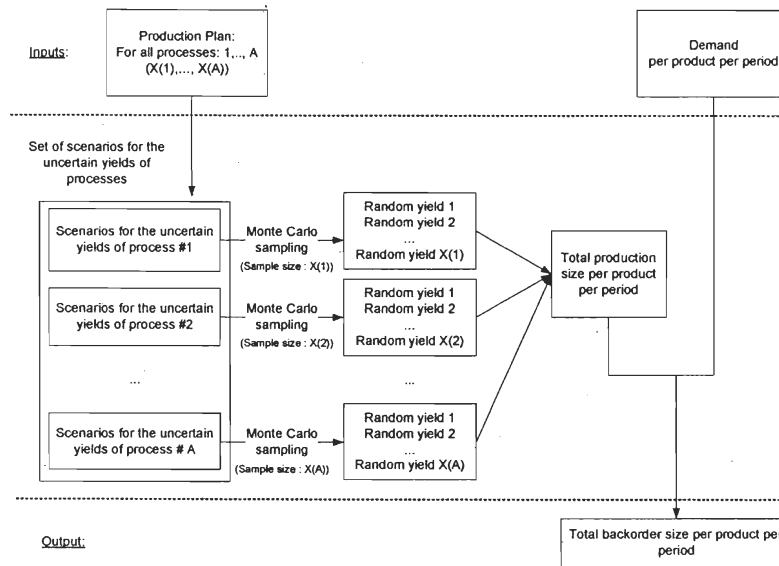 Inputs:
Production Plan:
For all processes: 1,.., A
(X(1),..., X(A))
Demand
per product per period
Set of scenarios for the
uncertain yields of
processes
Scenarios for the uncertain
yields of process #1
Monte Carlo
sampling
(Sample size : X(1))
Random yield 1
Random yield 2
...
Random yield X(1)
Total production
size per product
per period
Scenarios for the uncertain
yields of process #2
Monte Carlo
sampling
(Sample size : X(2))
Random yield 1
Random yield 2
...
Random yield X(2)
...
...
Scenarios for the uncertain
yields of process # A
Monte Carlo
sampling
(Sample size : X(A))
Random yield 1
Random yield 2
...
Random yield X(A)
Output:
Total backorder size per product per
period